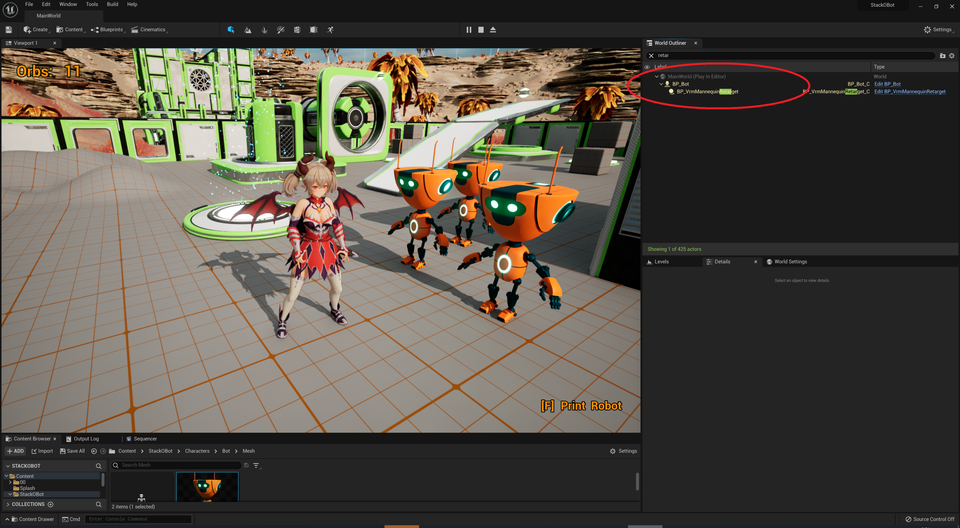 File Edit Window Tools Build Help
StackOBot
MainWorld
Create Content Blueprints Cinematics
Settings
Viewport 1
World Outliner
Orbs: 11
retar
Label Type
MainWorld (Play In Editor) World
BP_Bot BP_Bot_C Edit BP_Bot
BP_VrmMannequinRetarget BP_VrmMannequinRetarget_C Edit BP_VrmMannequinRetarget
Showing 1 of 425 actors
Levels Details World Settings
Select an object to view details.
[F] Print Robot
Content Browser Output Log Sequencer
ADD Import Save All Content StackOBot Characters Bot Mesh Settings
STACKOBOT
Search Mesh
Content
00
Splash
StackOBot
COLLECTIONS
2 items (1 selected)
Content Drawer Cmd Enter Console Command Source Control Off